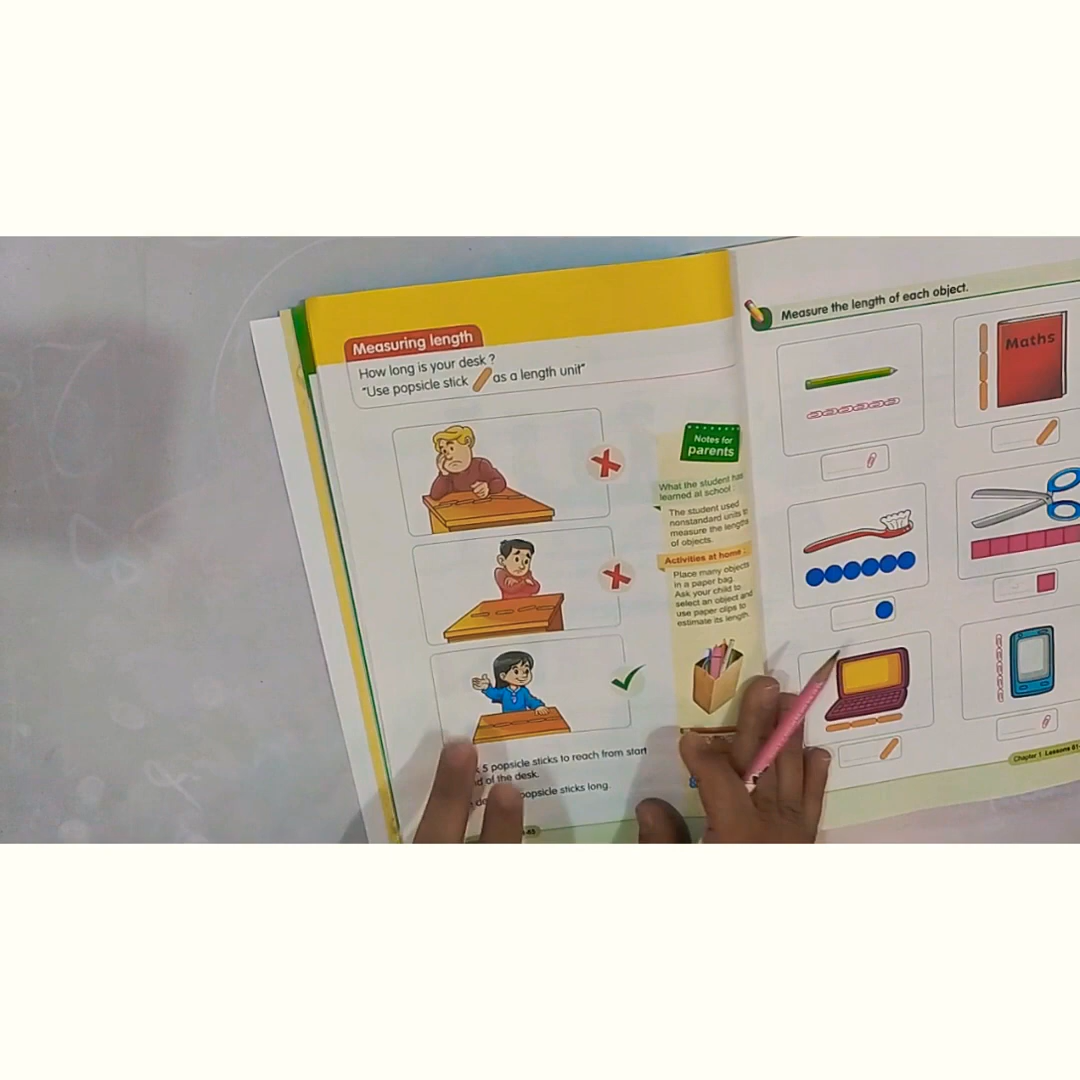 Measuring length
How long is your desk ?
"Use popsicle stick as a length unit"
Notes for
parents
What the student has
learned at school :
The student used
nonstandard units to
measure the lengths
of objects.
Activities at home :
Place many objects
in a paper bag.
Ask your child to
select an object and
use paper clips to
estimate its length.
5 popsicle sticks to reach from start
of the desk.
popsicle sticks long.
45
Measure the length of each object.
Maths
Chapter 1 Lessons 61